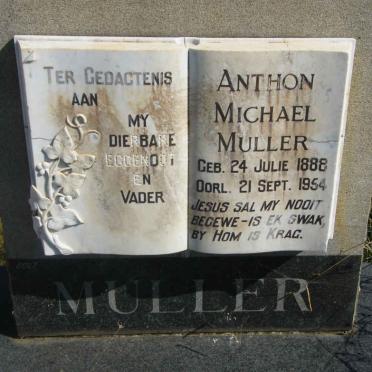 TER GEDAGTENIS
AAN
MY
DIERBARE
EGGENOOT
EN
VADER
ANTHON
MICHAEL
MULLER
GEB. 24 JULIE 1888
OORL. 21 SEPT. 1954
JESUS SAL MY NOOIT
BEGEWE-IS EK SWAK,
BY HOM IS KRAG.
MULLER